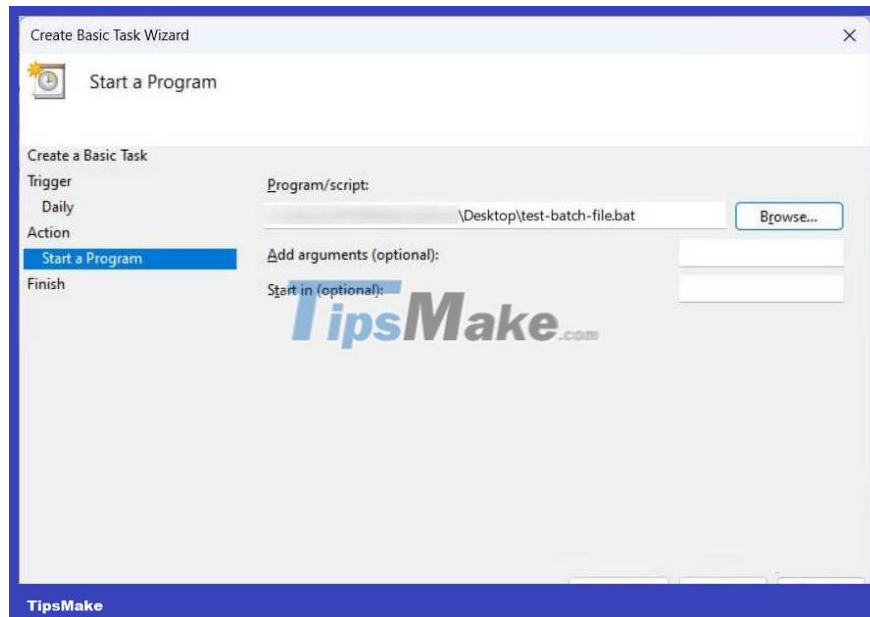 Create Basic Task Wizard
Start a Program
Create a Basic Task
Trigger
Daily
Action
Start a Program
Finish
Program/script:
\Desktop\test-batch-file.bat
Browse...
Add arguments (optional):
Start in (optional):
TipsMake.com
TipsMake